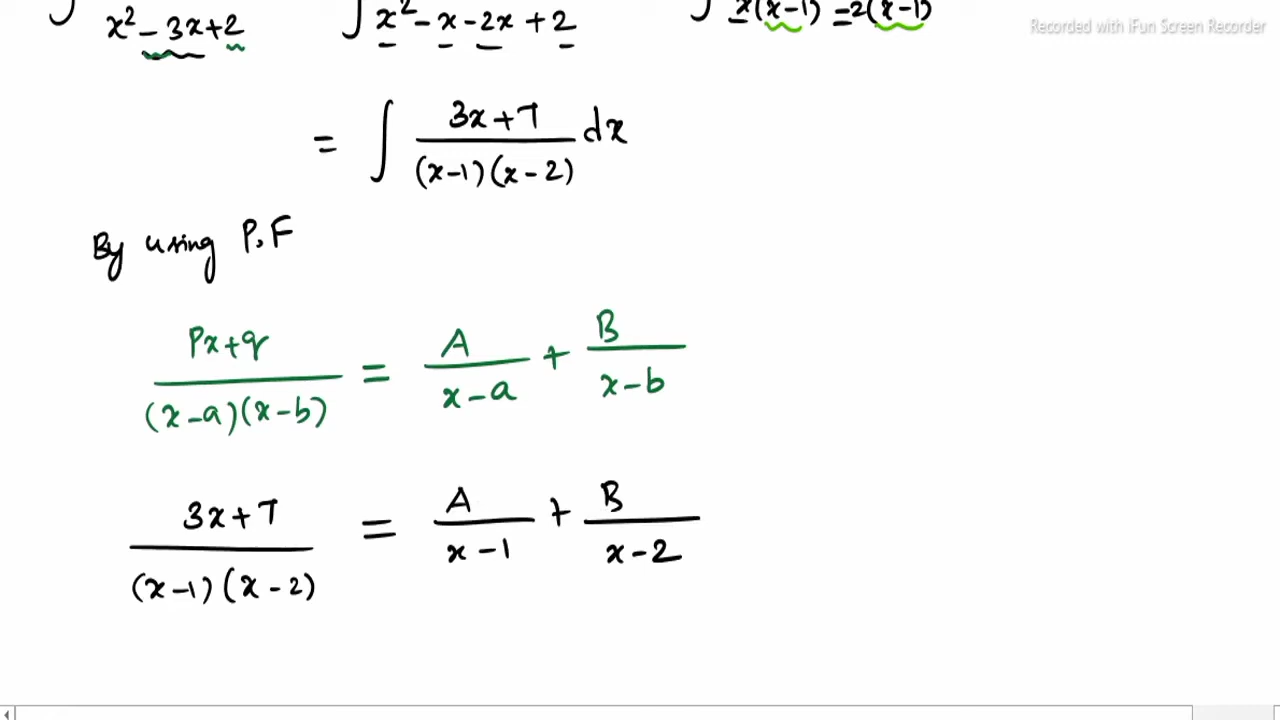 ∫ x² - 3x + 2 ∫ x² - x - 2x + 2 ∫ x(x-1) - 2(x-1)
Recorded with iFun Screen Recorder
= ∫ (3x+7)/((x-1)(x-2)) dx
By using P.F
(Px+q)/((x-a)(x-b)) = A/(x-a) + B/(x-b)
(3x+7)/((x-1)(x-2)) = A/(x-1) + B/(x-2)